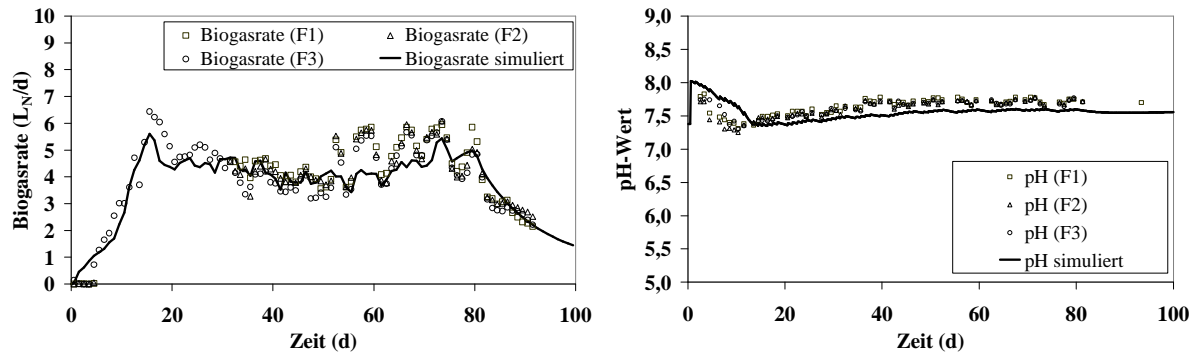 10
9
8
7
6
5
4
3
2
1
0
Biogasrate (L_N/d)
Biogasrate (F1) Biogasrate (F2)
Biogasrate (F3) Biogasrate simuliert
0 20 40 60 80 100
Zeit (d)
9,0
8,5
8,0
7,5
7,0
6,5
6,0
5,5
5,0
pH-Wert
pH (F1)
pH (F2)
pH (F3)
pH simuliert
0 20 40 60 80 100
Zeit (d)